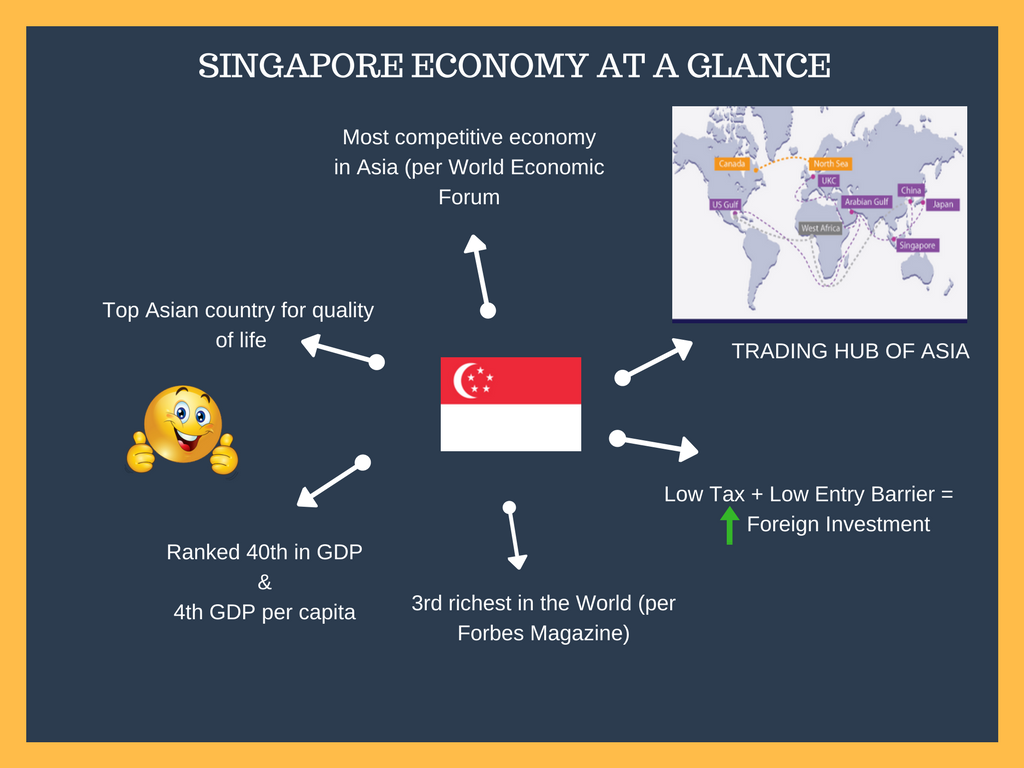 SINGAPORE ECONOMY AT A GLANCE
Most competitive economy
in Asia (per World Economic
Forum
Canada
North Sea
UKC
US Gulf
Arabian Gulf
China
Japan
West Africa
Singapore
TRADING HUB OF ASIA
Top Asian country for quality
of life
Low Tax + Low Entry Barrier =
Foreign Investment
Ranked 40th in GDP
&
4th GDP per capita
3rd richest in the World (per
Forbes Magazine)